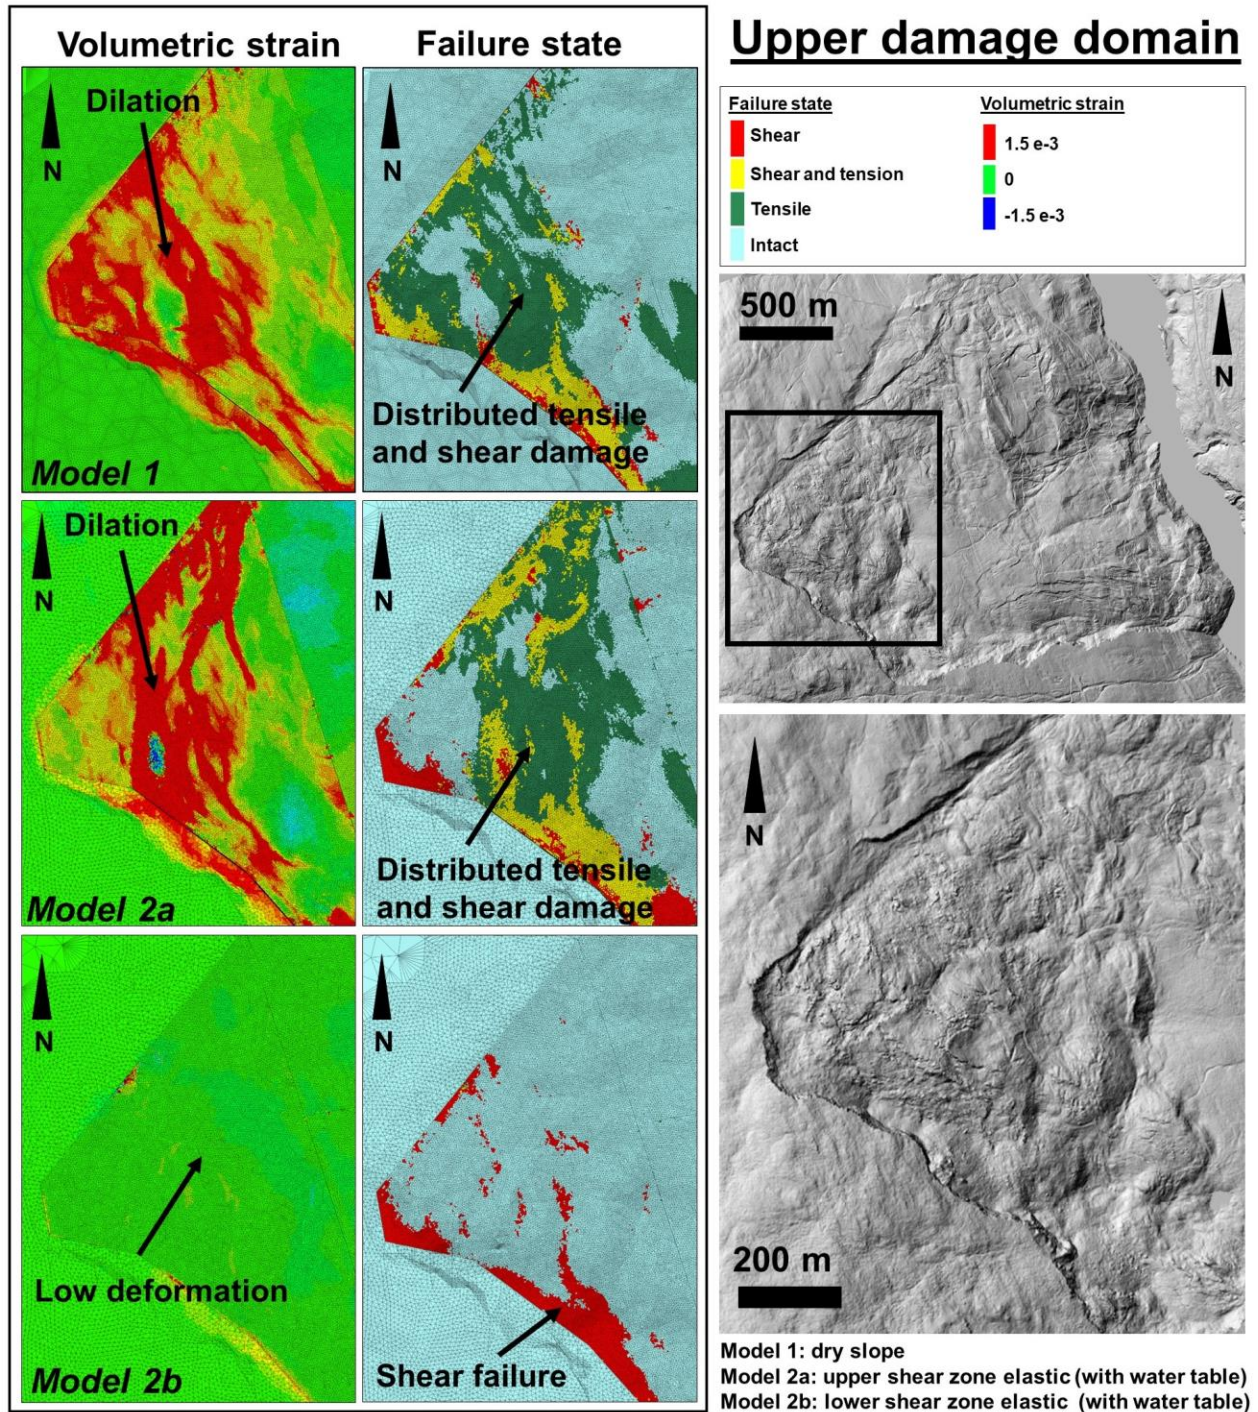 Volumetric strain
Failure state
Dilation
N
Model 1
N
Distributed tensile
and shear damage
Dilation
N
Model 2a
N
Distributed tensile
and shear damage
N
Low deformation
Model 2b
N
Shear failure
Upper damage domain
Failure state
Shear
Shear and tension
Tensile
Intact
Volumetric strain
1.5 e-3
0
-1.5 e-3
500 m
N
N
200 m
Model 1: dry slope
Model 2a: upper shear zone elastic (with water table)
Model 2b: lower shear zone elastic (with water table)